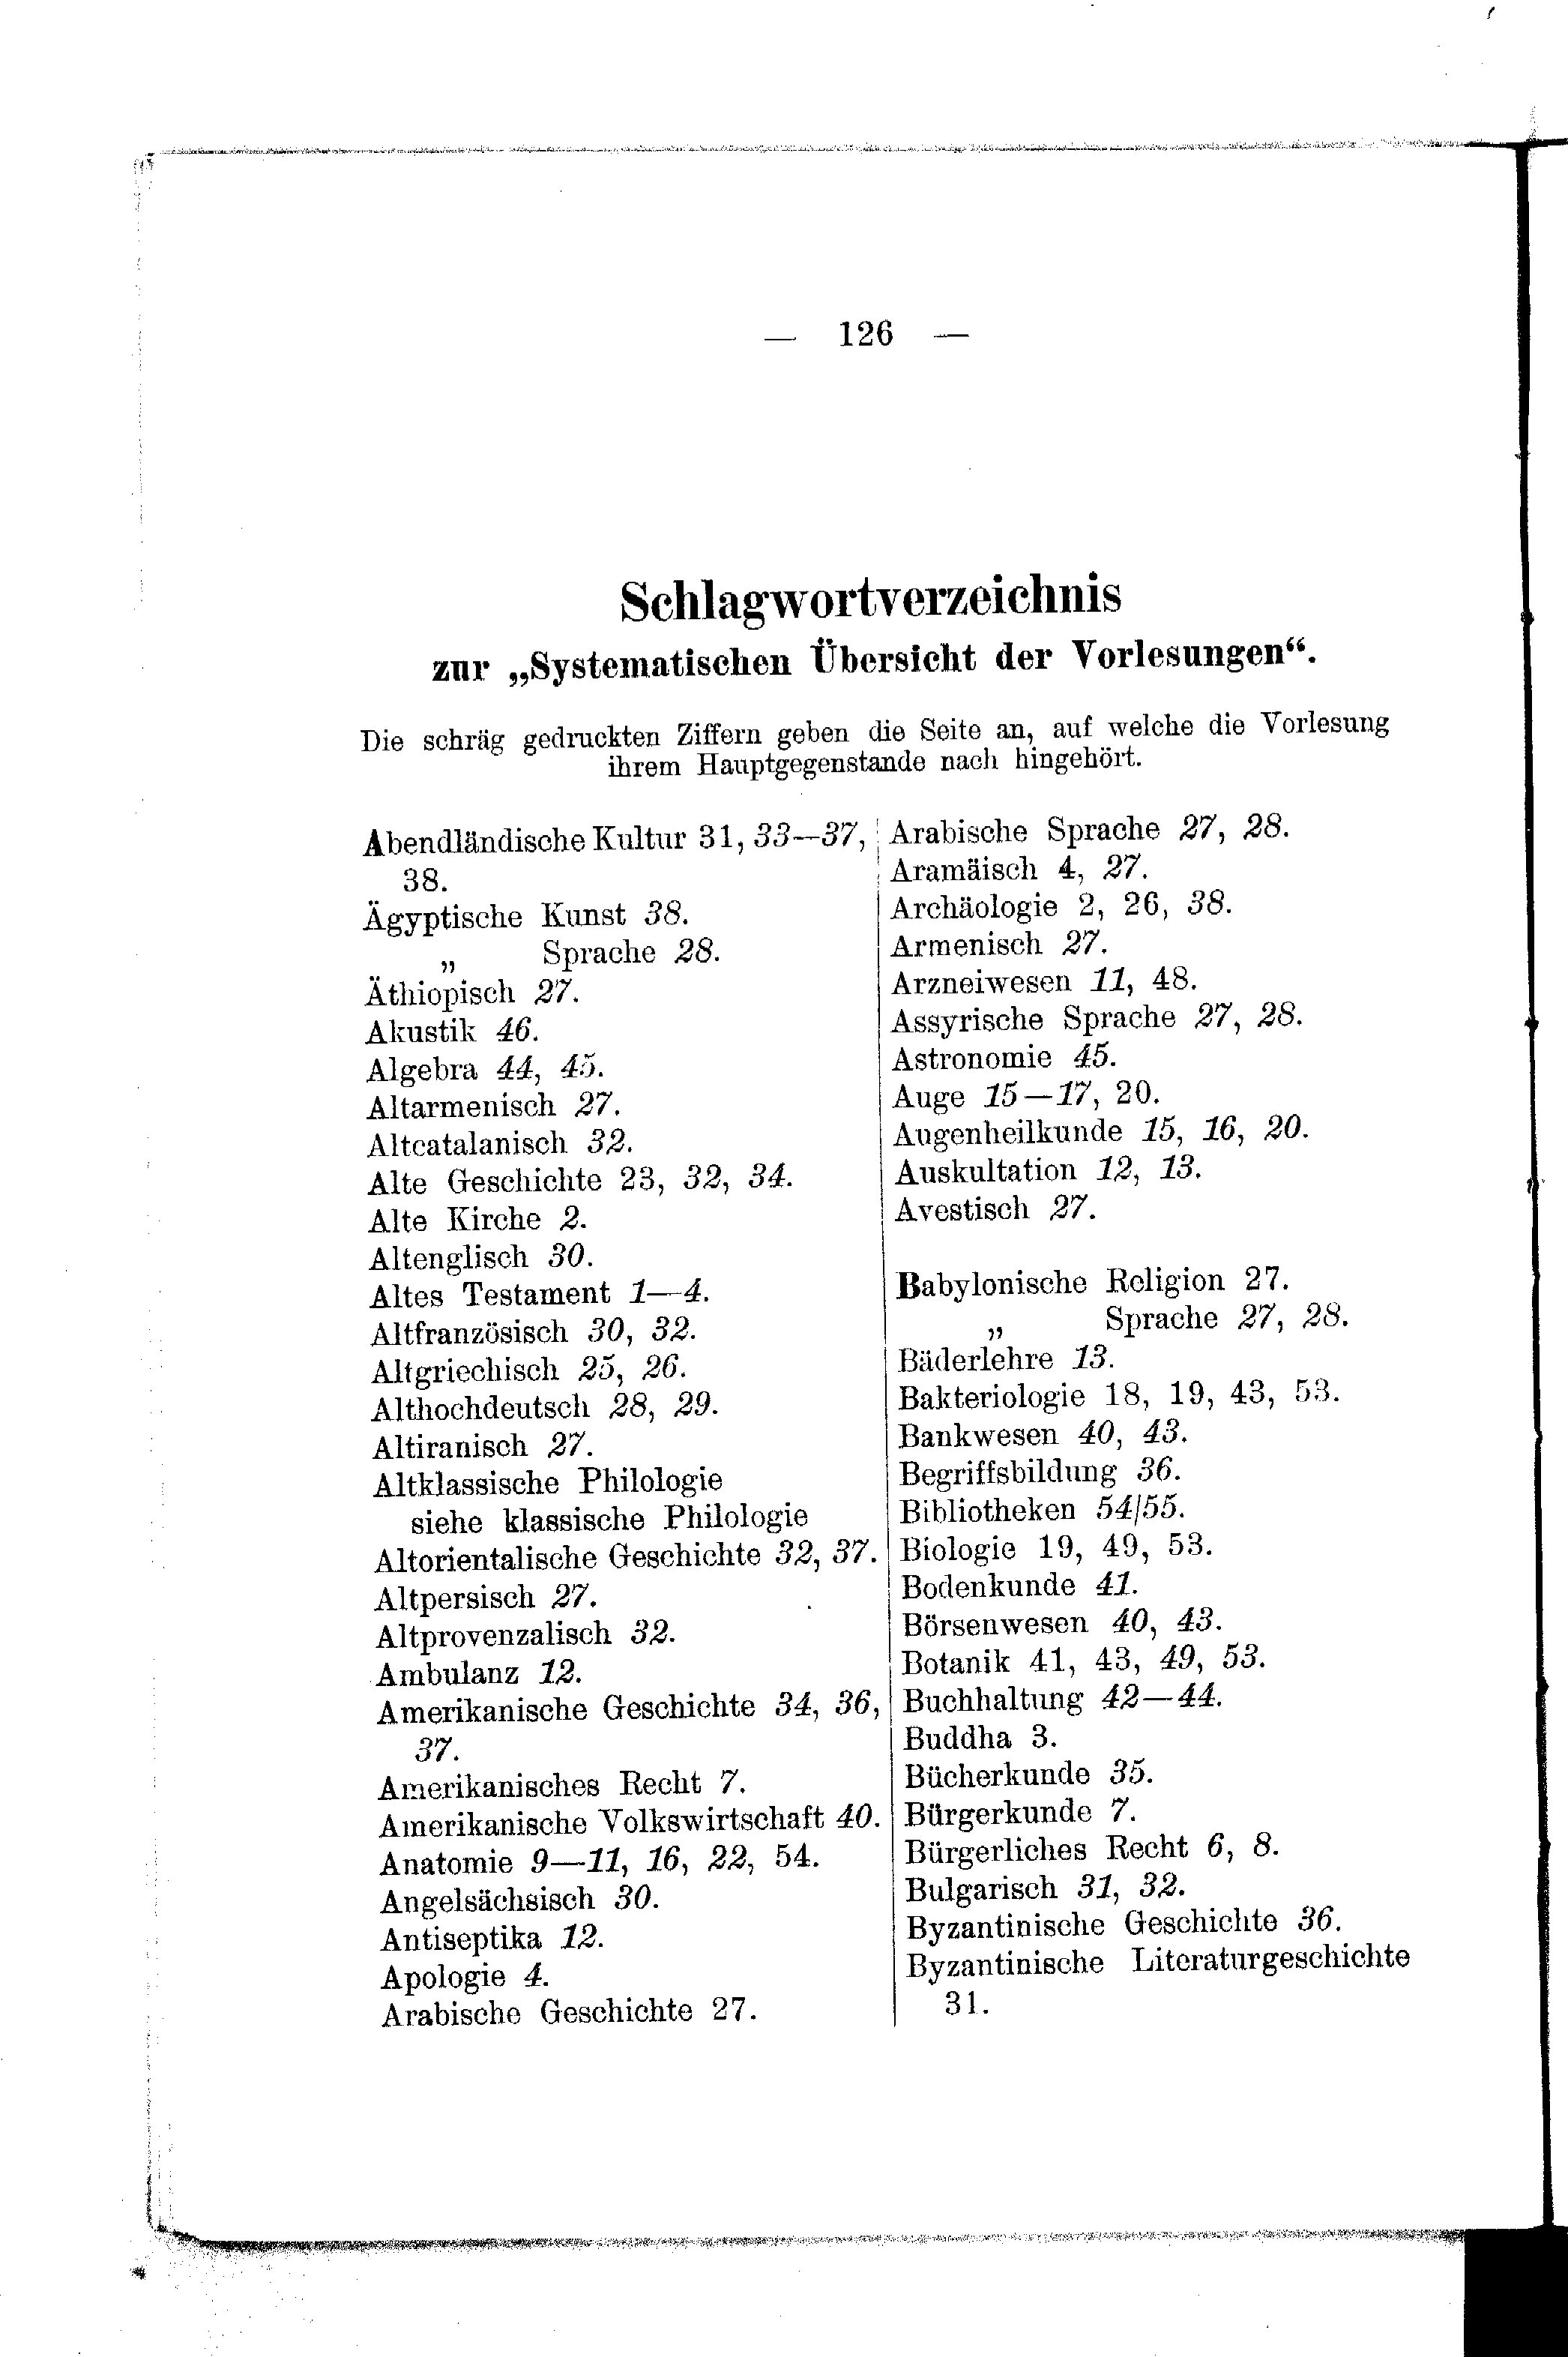 — 126 —
Schlagwortverzeichnis
zur „Systematischen Übersicht der Vorlesungen“.
Die schräg gedruckten Ziffern geben die Seite an, auf welche die Vorlesung
ihrem Hauptgegenstande nach hingehört.
Abendländische Kultur 31, 33—37,
38.
Ägyptische Kunst 38.
„ Sprache 28.
Äthiopisch 27.
Akustik 46.
Algebra 44, 45.
Altarmenisch 27.
Altcatalanisch 32.
Alte Geschichte 23, 32, 34.
Alte Kirche 2.
Altenglisch 30.
Altes Testament 1—4.
Altfranzösisch 30, 32.
Altgriechisch 25, 26.
Althochdeutsch 28, 29.
Altiranisch 27.
Altklassische Philologie
siehe klassische Philologie
Altorientalische Geschichte 32, 37.
Altpersisch 27.
Altprovenzalisch 32.
Ambulanz 12.
Amerikanische Geschichte 34, 36,
37.
Amerikanisches Recht 7.
Amerikanische Volkswirtschaft 40.
Anatomie 9—11, 16, 22, 54.
Angelsächsisch 30.
Antiseptika 12.
Apologie 4.
Arabische Geschichte 27.
Arabische Sprache 27, 28.
Aramäisch 4, 27.
Archäologie 2, 26, 38.
Armenisch 27.
Arzneiwesen 11, 48.
Assyrische Sprache 27, 28.
Astronomie 45.
Auge 15—17, 20.
Augenheilkunde 15, 16, 20.
Auskultation 12, 13.
Avestisch 27.
Babylonische Religion 27.
„ Sprache 27, 28.
Bäderlehre 13.
Bakteriologie 18, 19, 43, 53.
Bankwesen 40, 43.
Begriffsbildung 36.
Bibliotheken 54/55.
Biologie 19, 49, 53.
Bodenkunde 41.
Börsenwesen 40, 43.
Botanik 41, 43, 49, 53.
Buchhaltung 42—44.
Buddha 3.
Bücherkunde 35.
Bürgerkunde 7.
Bürgerliches Recht 6, 8.
Bulgarisch 31, 32.
Byzantinische Geschichte 36.
Byzantinische Literaturgeschichte
31.